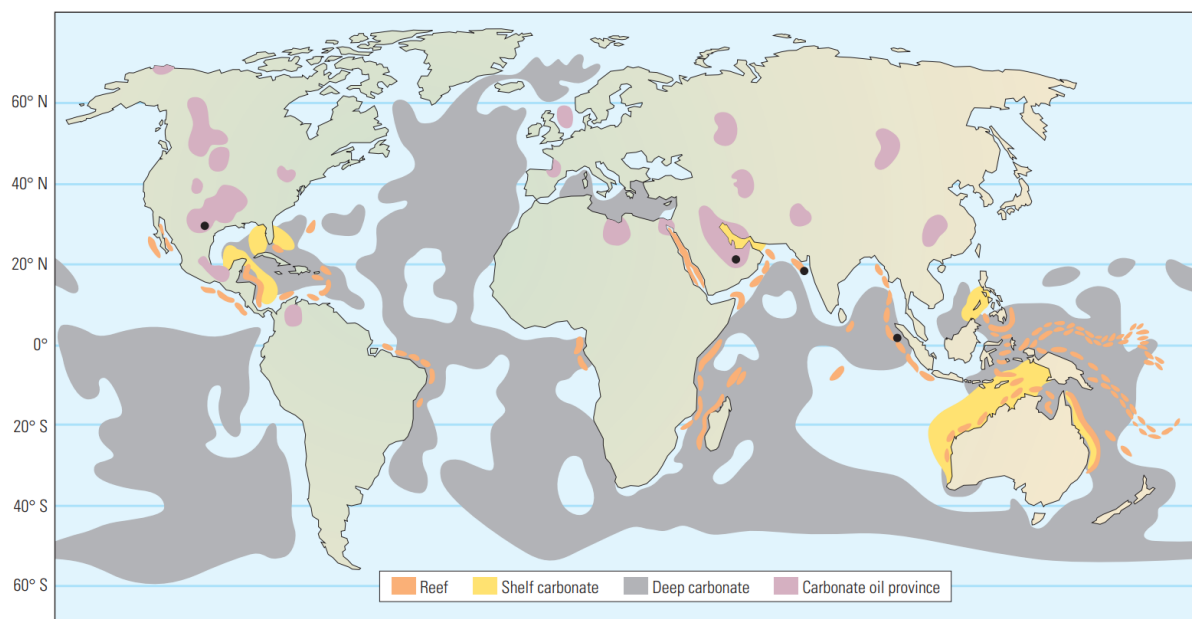 60° N
40° N
20° N
0°
20° S
40° S
60° S
Reef Shelf carbonate Deep carbonate Carbonate oil province